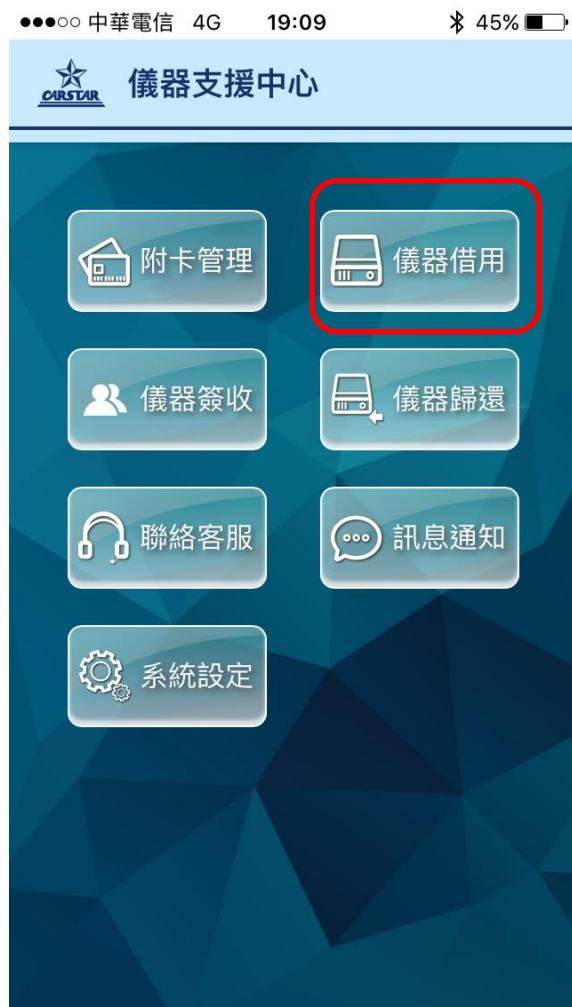 中華電信 4G 19:09 45%
CARSTAR 儀器支援中心
附卡管理 儀器借用
儀器簽收 儀器歸還
聯絡客服 訊息通知
系統設定